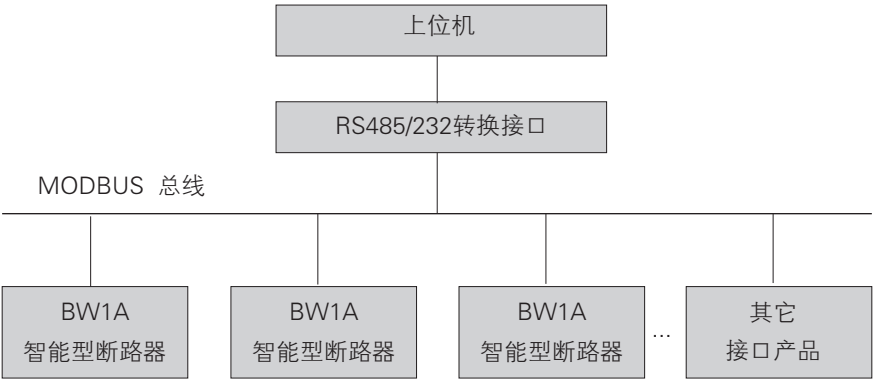 上位机
RS485/232转换接口
MODBUS 总线
BW1A
智能型断路器
BW1A
智能型断路器
BW1A
智能型断路器
...
其它
接口产品